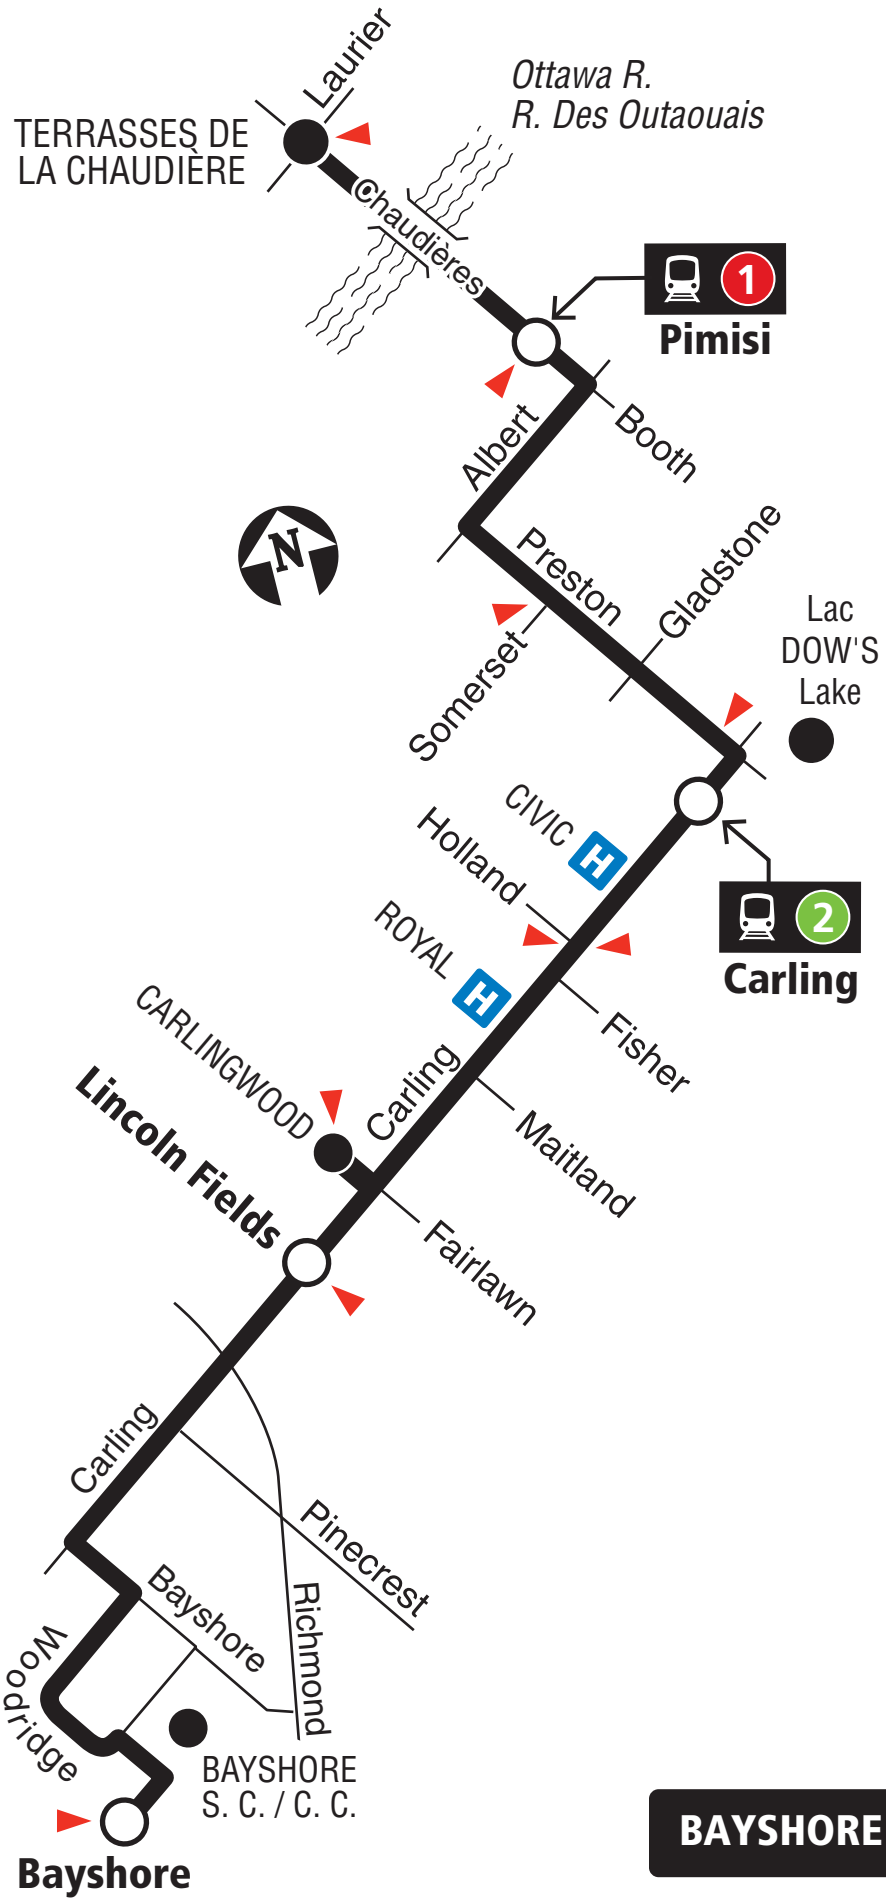 Laurier
Ottawa R.
R. Des Outaouais
TERRASSES DE
LA CHAUDIÈRE
Chaudières
1
Pimisi
Albert
Booth
N
Preston
Gladstone
Somerset
Lac
DOW'S
Lake
CIVIC
H
Holland
2
Carling
ROYAL
H
Fisher
CARLINGWOOD
Carling
Maitland
Lincoln Fields
Fairlawn
Carling
Pinecrest
Richmond
Bayshore
Woodridge
BAYSHORE
S. C. / C. C.
Bayshore
BAYSHORE